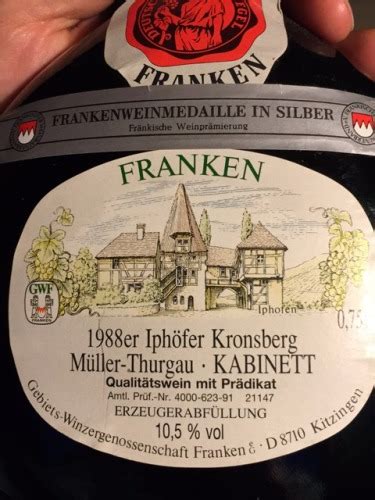 FRANKEN
FRANKENWEINMEDAILLE IN SILBER
Fränkische Weinprämierung
FRANKEN
Iphofen
GWF
FRANKEN
0,75
1988er Iphöfer Kronsberg
Müller-Thurgau · KABINETT
Qualitätswein mit Prädikat
Amtl. Prüf.-Nr. 4000-623-91 21147
ERZEUGERABFÜLLUNG
10,5 % vol
Gebiets-Winzergenossenschaft Franken eG · D 8710 Kitzingen